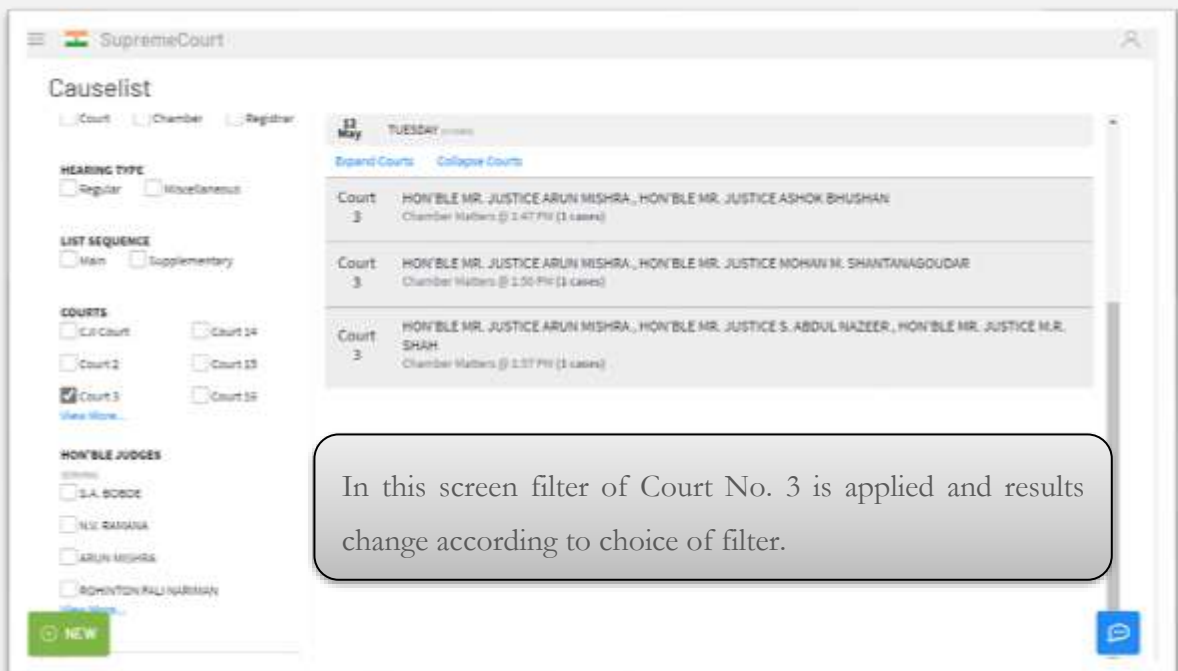 SupremeCourt
Causelist
Court Chamber Registrar
HEARING TYPE
Regular Miscellaneous
LIST SEQUENCE
Main Supplementary
COURTS
CJI Court Court 14
Court 2 Court 15
Court 3 Court 16
View More...
HON'BLE JUDGES
S.A. BOBDE
N.V. RAMANA
ARUN MISHRA
ROHINTON FALI NARIMAN
View More...
NEW
May TUESDAY
Expand Courts Collapse Courts
Court 3
HON'BLE MR. JUSTICE ARUN MISHRA , HON'BLE MR. JUSTICE ASHOK BHUSHAN
Chamber Matters @ 1:47 PM (1 cases)
Court 3
HON'BLE MR. JUSTICE ARUN MISHRA , HON'BLE MR. JUSTICE MOHAN M. SHANTANAGOUDAR
Chamber Matters @ 1:50 PM (1 cases)
Court 3
HON'BLE MR. JUSTICE ARUN MISHRA , HON'BLE MR. JUSTICE S. ABDUL NAZEER , HON'BLE MR. JUSTICE M.R.
SHAH
Chamber Matters @ 1:57 PM (1 cases)
In this screen filter of Court No. 3 is applied and results
change according to choice of filter.